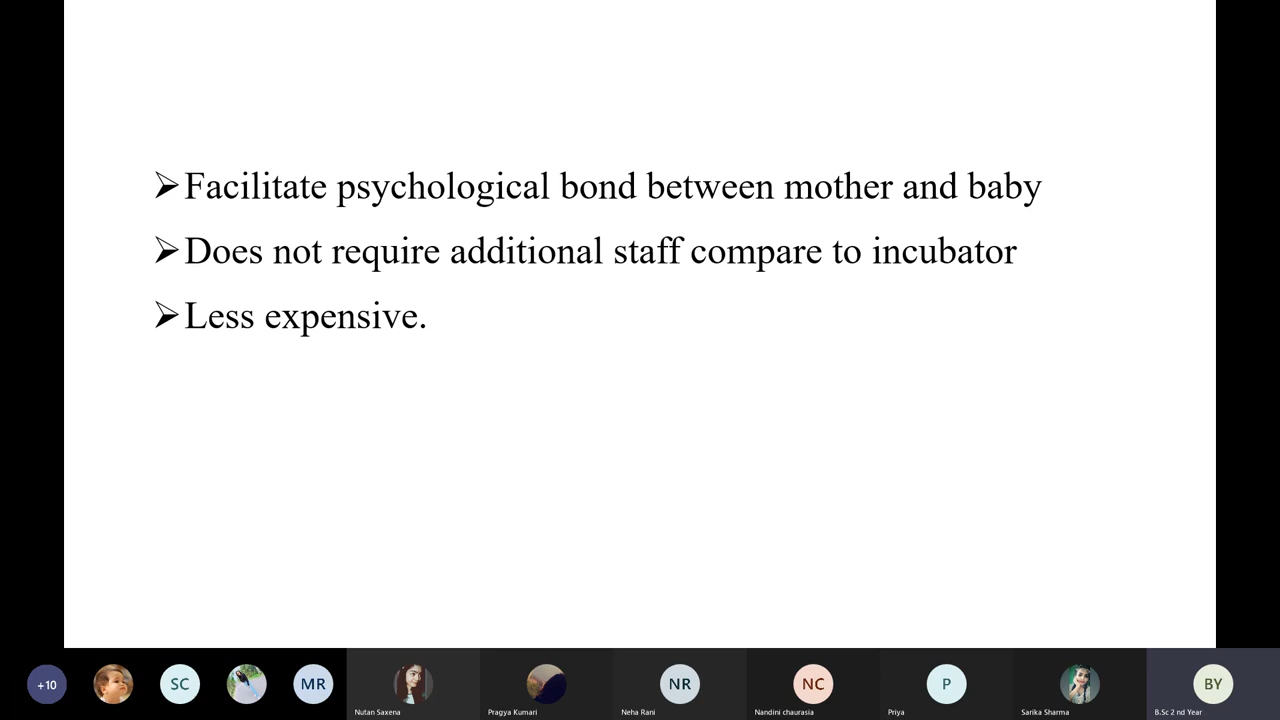 ➢Facilitate psychological bond between mother and baby
➢Does not require additional staff compare to incubator
➢Less expensive.
+10
SC
MR
Nutan Saxena
Pragya Kumari
NR
Neha Rani
NC
Nandini chaurasia
P
Priya
Sarika Sharma
BY
B.Sc 2 nd Year